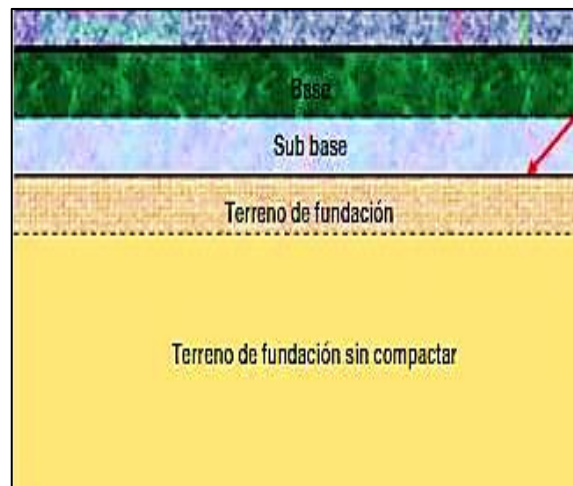 Base
Sub base
Terreno de fundación
Terreno de fundación sin compactar